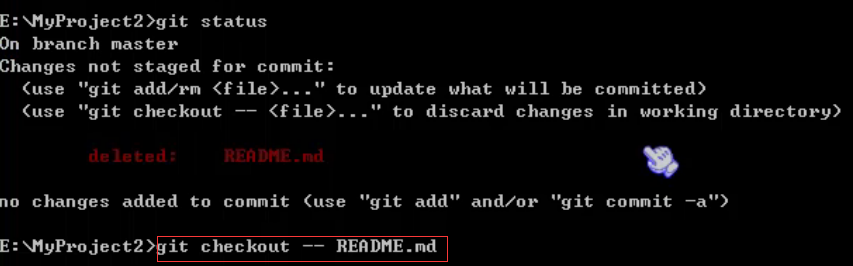 E:\MyProject2>git status
On branch master
Changes not staged for commit:
  (use "git add/rm <file>..." to update what will be committed)
  (use "git checkout -- <file>..." to discard changes in working directory)
        deleted:    README.md
no changes added to commit (use "git add" and/or "git commit -a")
E:\MyProject2>git checkout -- README.md